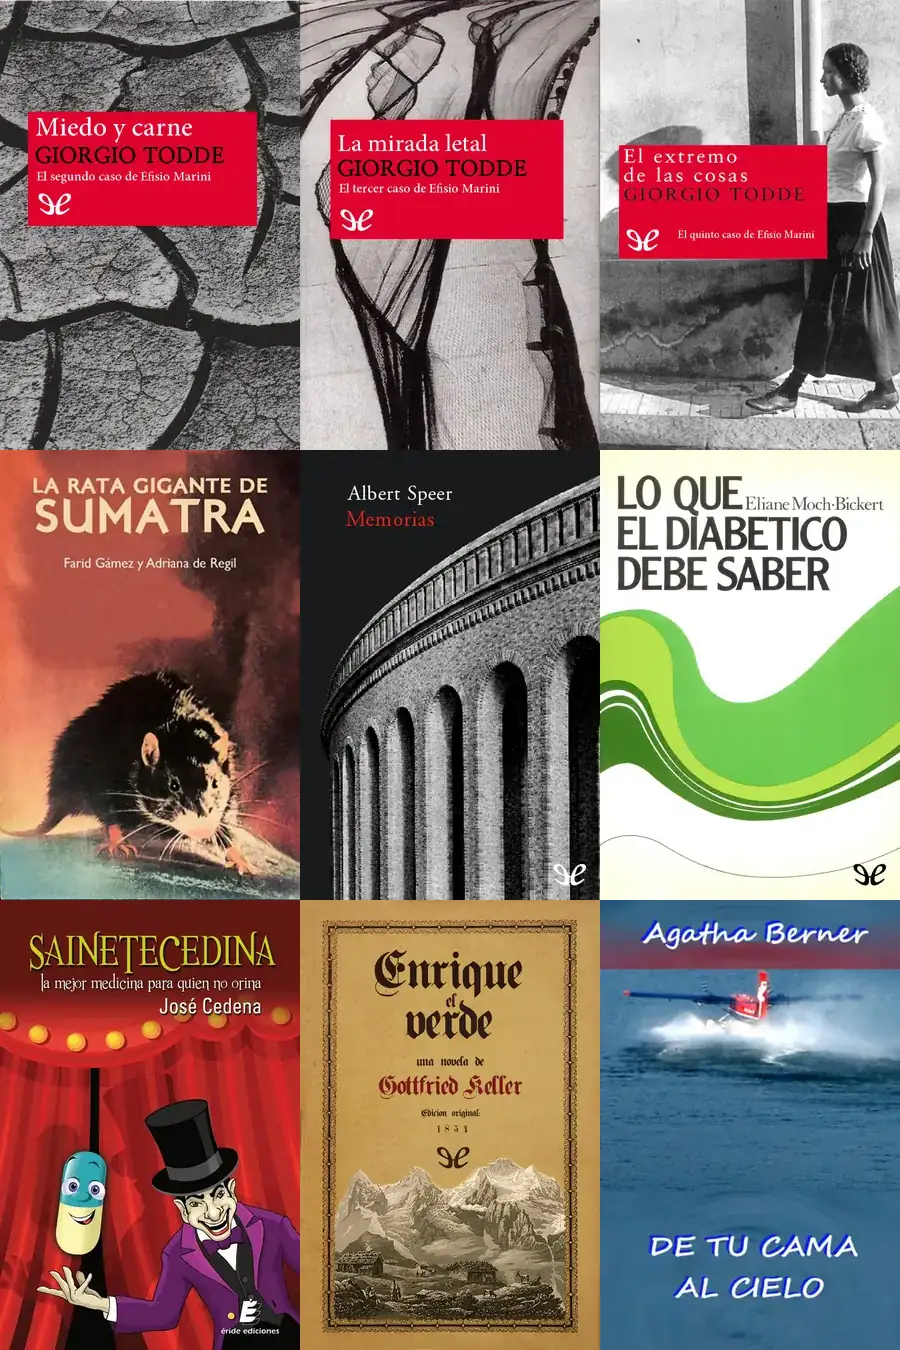 Miedo y carne
GIORGIO TODDE
El segundo caso de Efisio Marini
La mirada letal
GIORGIO TODDE
El tercer caso de Efisio Marini
El extremo
de las cosas
GIORGIO TODDE
El quinto caso de Efisio Marini
LA RATA GIGANTE DE
SUMATRA
Farid Gámez y Adriana de Regil
Albert Speer
Memorias
LO QUE
Eliane Moch-Bickert
EL DIABETICO
DEBE SABER
SAINETECEDINA
la mejor medicina para quien no orina
José Cedena
éride ediciones
Enrique
el
verde
una novela de
Gottfried Keller
Edicion original:
1854
Agatha Berner
DE TU CAMA
AL CIELO